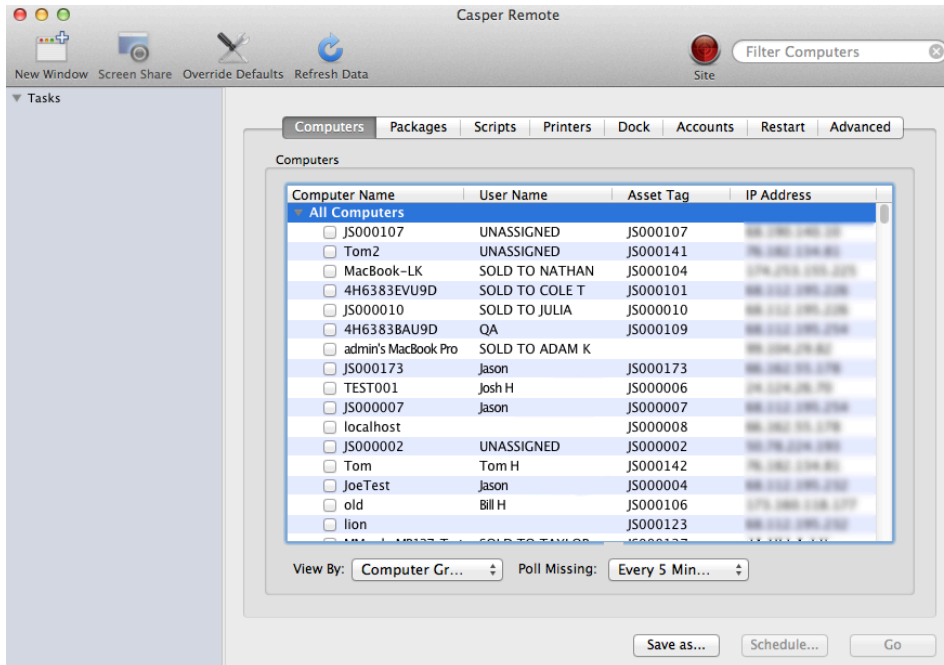 Casper Remote
New Window Screen Share Override Defaults Refresh Data Site Filter Computers
Tasks
Computers Packages Scripts Printers Dock Accounts Restart Advanced
Computers
Computer Name User Name Asset Tag IP Address
All Computers
JS000107 UNASSIGNED JS000107
Tom2 UNASSIGNED JS000141
MacBook-LK SOLD TO NATHAN JS000104
4H6383EVU9D SOLD TO COLE T JS000101
JS000010 SOLD TO JULIA JS000010
4H6383BAU9D QA JS000109
admin's MacBook Pro SOLD TO ADAM K
JS000173 Jason JS000173
TEST001 Josh H JS000006
JS000007 Jason JS000007
localhost JS000008
JS000002 UNASSIGNED JS000002
Tom Tom H JS000142
JoeTest Jason JS000004
old Bill H JS000106
lion JS000123
SOLD TO TAYLOR
View By: Computer Gr... Poll Missing: Every 5 Min...
Save as... Schedule... Go